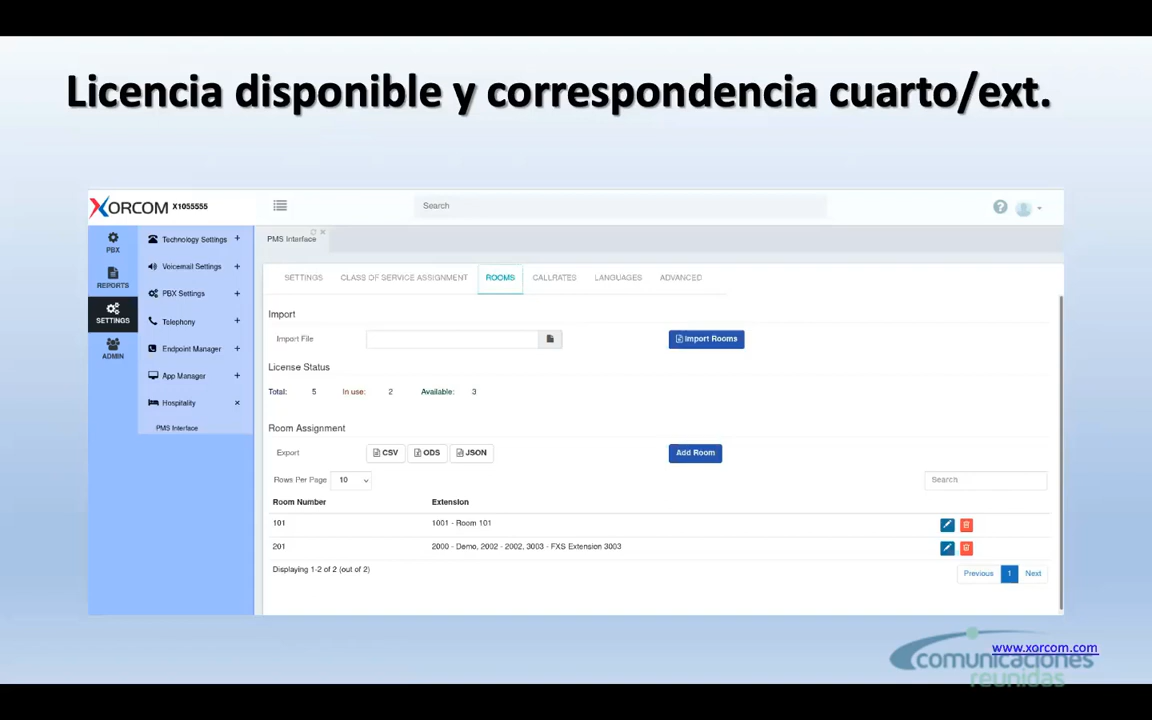 Licencia disponible y correspondencia cuarto/ext.
XORCOM X1055555
Search
PBX
REPORTS
SETTINGS
ADMIN
Technology Settings +
Voicemail Settings +
PBX Settings +
Telephony +
Endpoint Manager +
App Manager +
Hospitality ×
PMS Interface
PMS Interface
SETTINGS CLASS OF SERVICE ASSIGNMENT ROOMS CALLRATES LANGUAGES ADVANCED
Import
Import File Import Rooms
License Status
Total: 5 In use: 2 Available: 3
Room Assignment
Export CSV ODS JSON Add Room
Rows Per Page 10 Search
Room Number Extension
101 1001 - Room 101
201 2000 - Demo, 2002 - 2002, 3003 - FXS Extension 3003
Displaying 1-2 of 2 (out of 2)
Previous 1 Next
www.xorcom.com
comunicaciones
reunidas